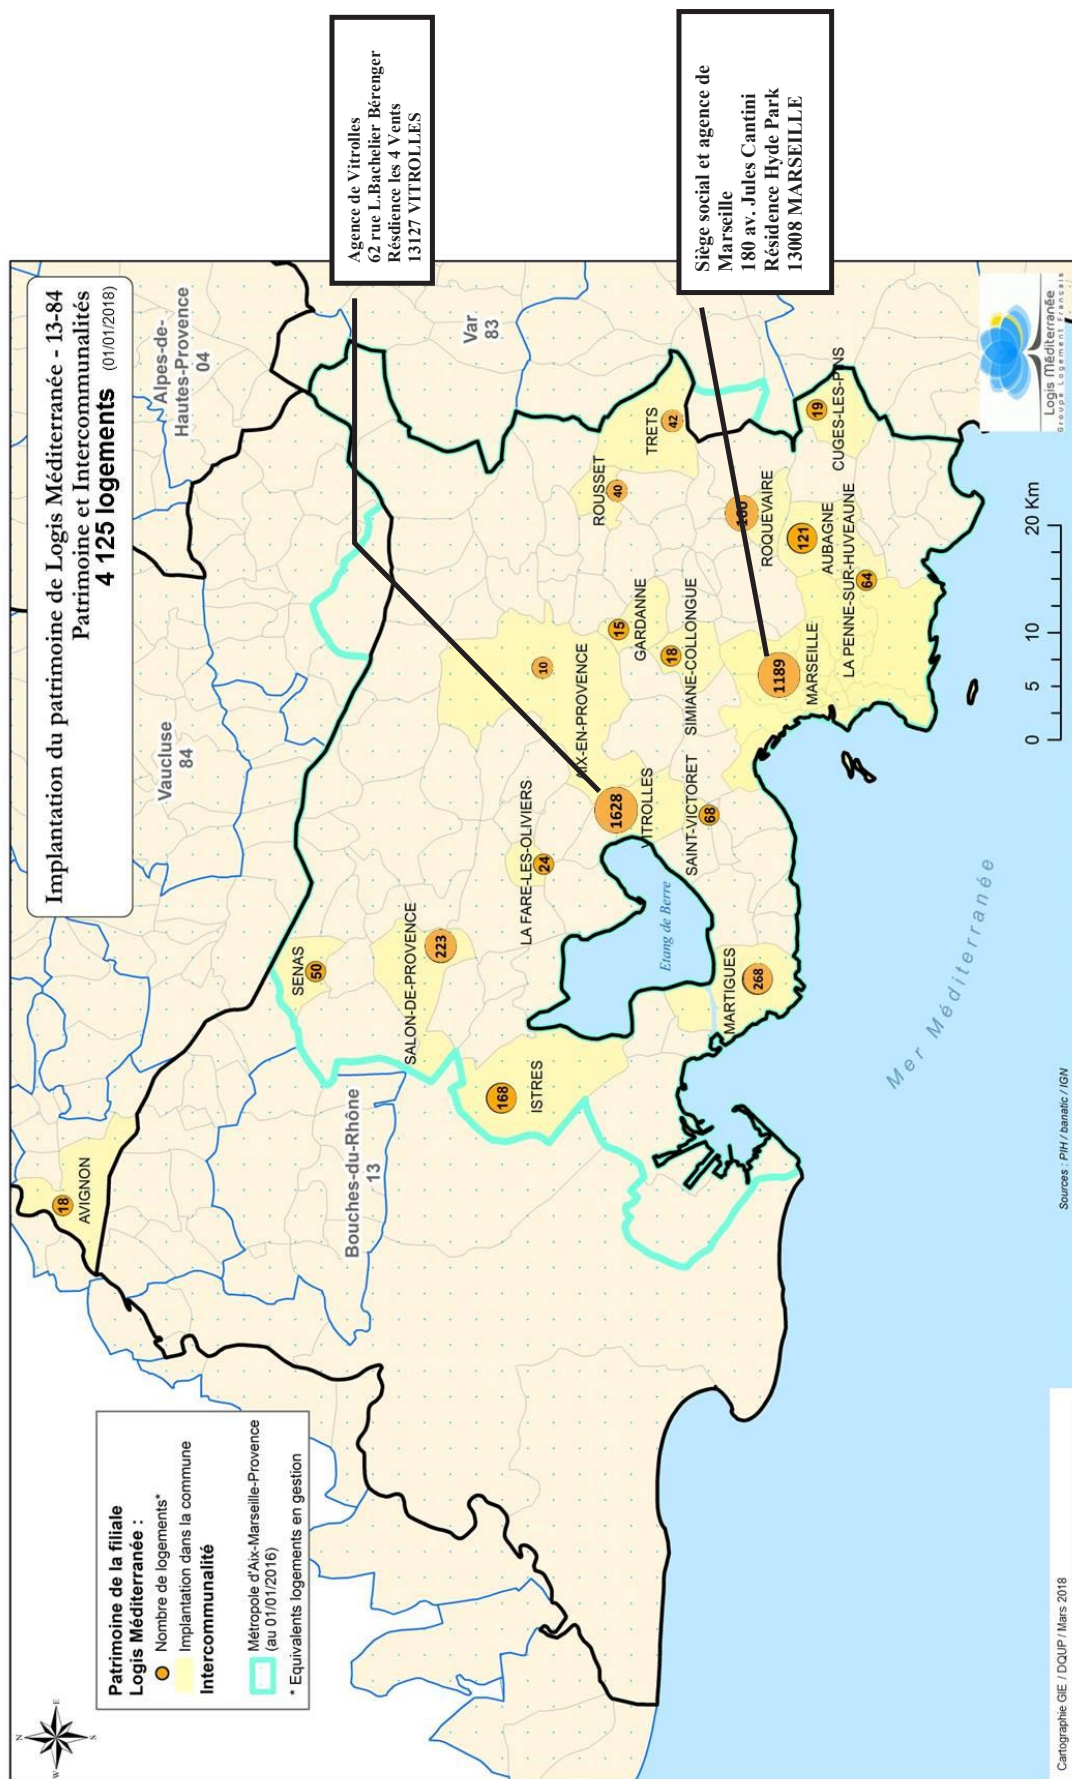 Implantation du patrimoine de Logis Méditerranée - 13-84
Patrimoine et Intercommunalités
4 125 logements (01/01/2018)
Agence de Vitrolles
62 rue L.Bachelier Bérenger
Résdience les 4 Vents
13127 VITROLLES
Siège social et agence de
Marseille
180 av. Jules Cantini
Résidence Hyde Park
13008 MARSEILLE
N
E
S
W
Patrimoine de la filiale
Logis Méditerranée :
Nombre de logements*
Implantation dans la commune
Intercommunalité
Métropole d'Aix-Marseille-Provence
(au 01/01/2016)
* Equivalents logements en gestion
Alpes-de-
Hautes-Provence
04
Vaucluse
84
Var
83
Bouches-du-Rhône
13
18
AVIGNON
SENAS
50
SALON-DE-PROVENCE
223
168
ISTRES
LA FARE-LES-OLIVIERS
24
10
AIX-EN-PROVENCE
1628
VITROLLES
Etang de Berre
SAINT-VICTORET
68
MARTIGUES
268
ROUSSET
40
TRETS
42
15
GARDANNE
18
SIMIANE-COLLONGUE
ROQUEVAIRE
1189
MARSEILLE
121
AUBAGNE
LA PENNE-SUR-HUVEAUNE
64
19
CUGES-LES-PINS
Mer Méditerranée
0 5 10 20 Km
Logis Méditerranée
Groupe Logement Français
Sources : PIH / banatic / IGN
Cartographie GIE / DQUP / Mars 2018